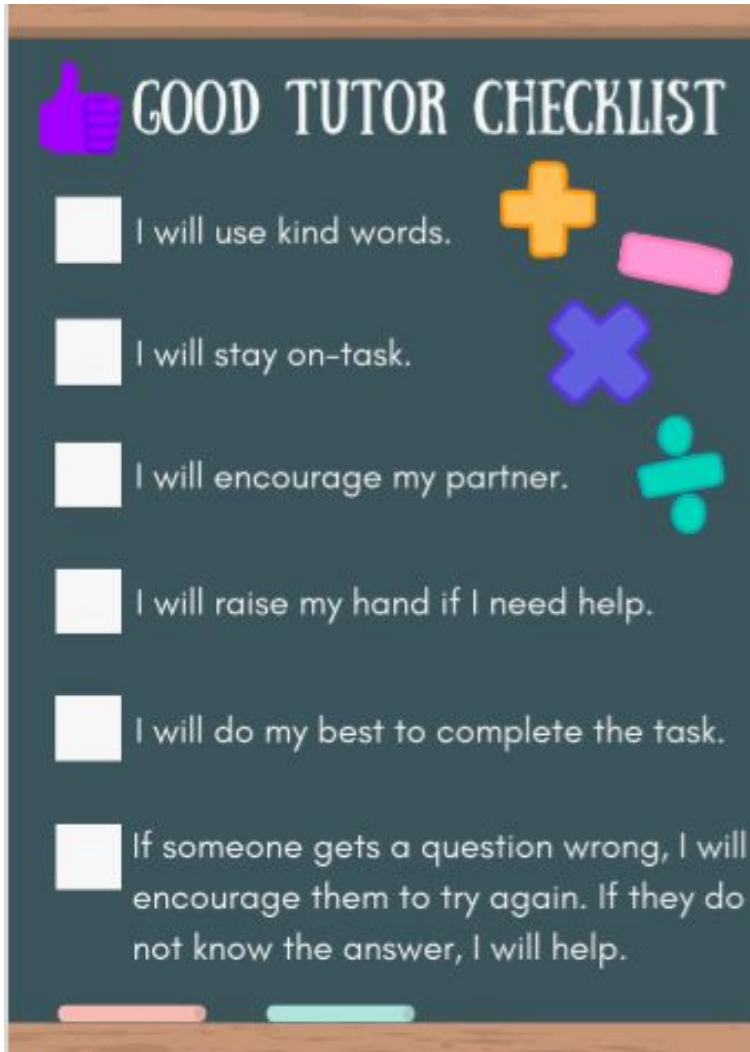 GOOD TUTOR CHECKLIST
I will use kind words.
I will stay on-task.
I will encourage my partner.
I will raise my hand if I need help.
I will do my best to complete the task.
If someone gets a question wrong, I will
encourage them to try again. If they do
not know the answer, I will help.